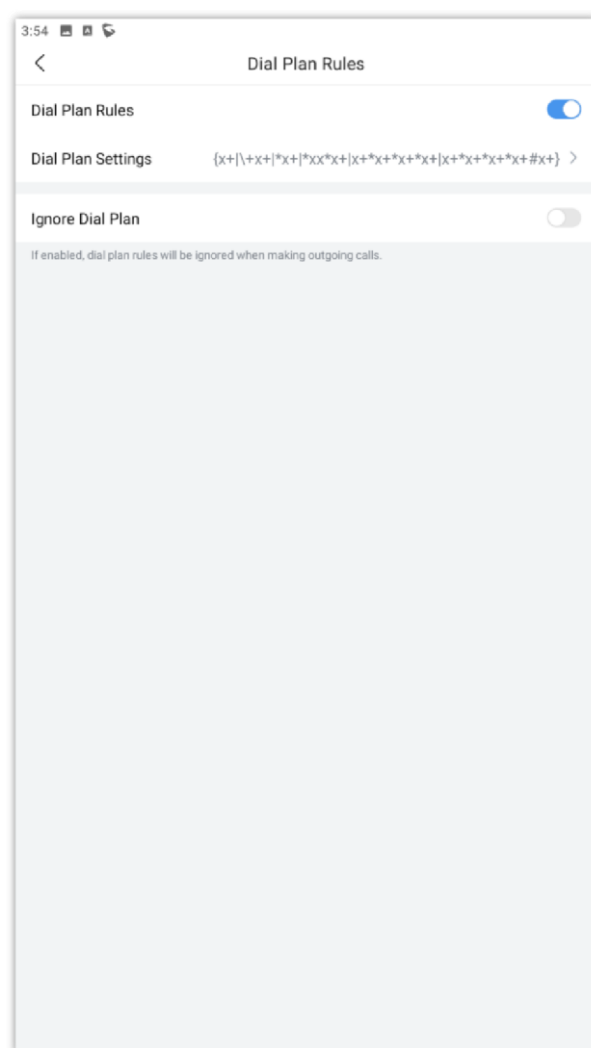 3:54
Dial Plan Rules
Dial Plan Rules
Dial Plan Settings {x+|\+x+|*x+|*xx*x+|x+*x+*x+*x+|x+*x+*x+*x+#x+}
Ignore Dial Plan
If enabled, dial plan rules will be ignored when making outgoing calls.